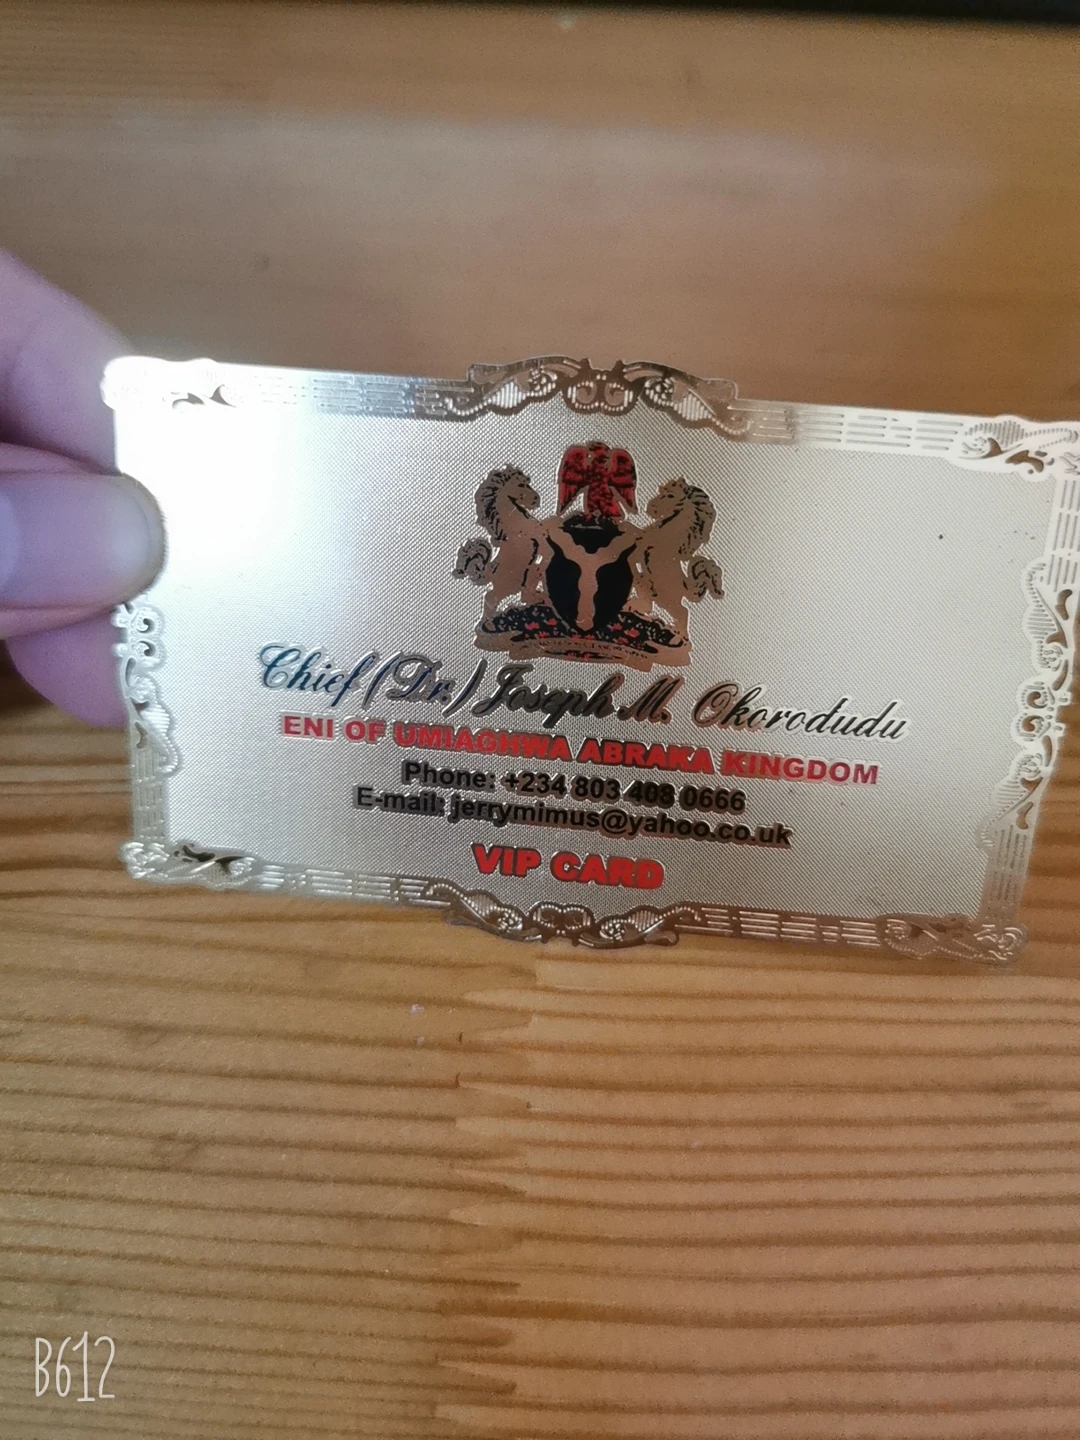 Chief (Dr.) Joseph M. Okorodudu
ENI OF UMIAGHWA ABRAKA KINGDOM
Phone: +234 803 408 0666
E-mail: jerrymimus@yahoo.co.uk
VIP CARD
B612